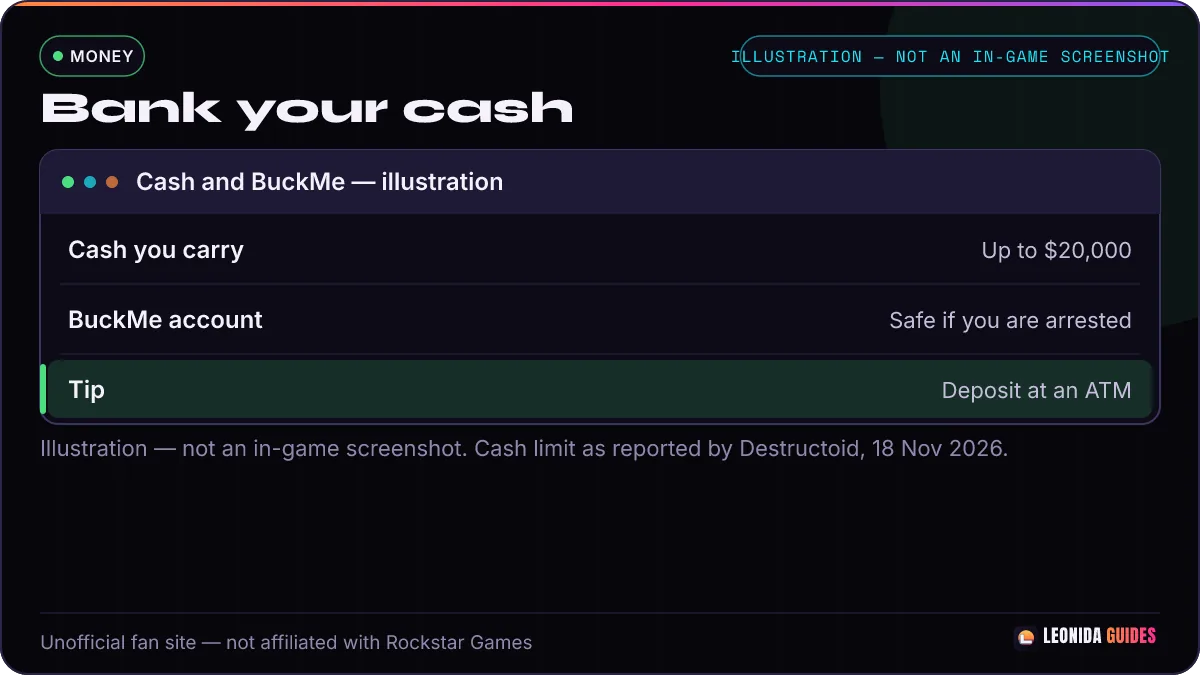 MONEY
ILLUSTRATION — NOT AN IN-GAME SCREENSHOT
Bank your cash
Cash and BuckMe — illustration
Cash you carry
Up to $20,000
BuckMe account
Safe if you are arrested
Tip
Deposit at an ATM
Illustration — not an in-game screenshot. Cash limit as reported by Destructoid, 18 Nov 2026.
Unofficial fan site — not affiliated with Rockstar Games
LEONIDA GUIDES